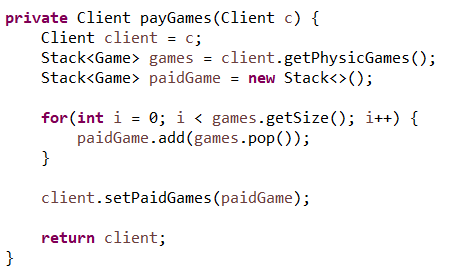 private Client payGames(Client c) {
    Client client = c;
    Stack<Game> games = client.getPhysicGames();
    Stack<Game> paidGame = new Stack<>();

    for(int i = 0; i < games.getSize(); i++) {
        paidGame.add(games.pop());
    }

    client.setPaidGames(paidGame);

    return client;
}